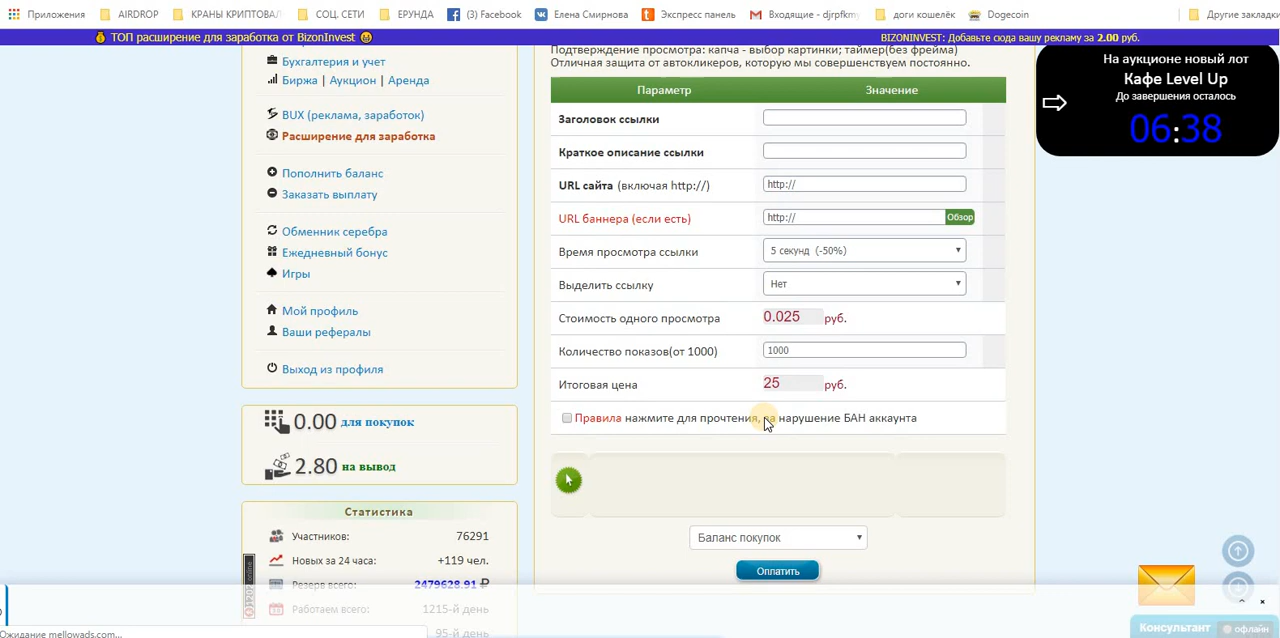 Приложения
AIRDROP
КРАНЫ КРИПТОВАЛ
СОЦ. СЕТИ
ЕРУНДА
(3) Facebook
Елена Смирнова
Экспресс панель
Входящие - djrpfkmy
доги кошелёк
Dogecoin
Другие закладки
ТОП расширение для заработка от BizonInvest
BIZONINVEST: Добавьте сюда вашу рекламу за 2.00 руб.
Бухгалтерия и учет
Биржа | Аукцион | Аренда
BUX (реклама, заработок)
Расширение для заработка
Пополнить баланс
Заказать выплату
Обменник серебра
Ежедневный бонус
Игры
Мой профиль
Ваши рефералы
Выход из профиля
0.00 для покупок
2.80 на вывод
Статистика
Участников: 76291
Новых за 24 часа: +119 чел.
Резерв всего: 2479628.91 ₽
Работаем всего: 1215-й день
95-й день
Подтверждение просмотра: капча - выбор картинки; таймер(без фрейма)
Отличная защита от автокликеров, которую мы совершенствуем постоянно.
Параметр Значение
Заголовок ссылки
Краткое описание ссылки
URL сайта (включая http://) http://
URL баннера (если есть) http:// Обзор
Время просмотра ссылки 5 секунд (-50%)
Выделить ссылку Нет
Стоимость одного просмотра 0.025 руб.
Количество показов(от 1000) 1000
Итоговая цена 25 руб.
Правила нажмите для прочтения, за нарушение БАН аккаунта
Баланс покупок
Оплатить
На аукционе новый лот
Кафе Level Up
До завершения осталось
06:38
Консультант офлайн
Ожидание mellowads.com...